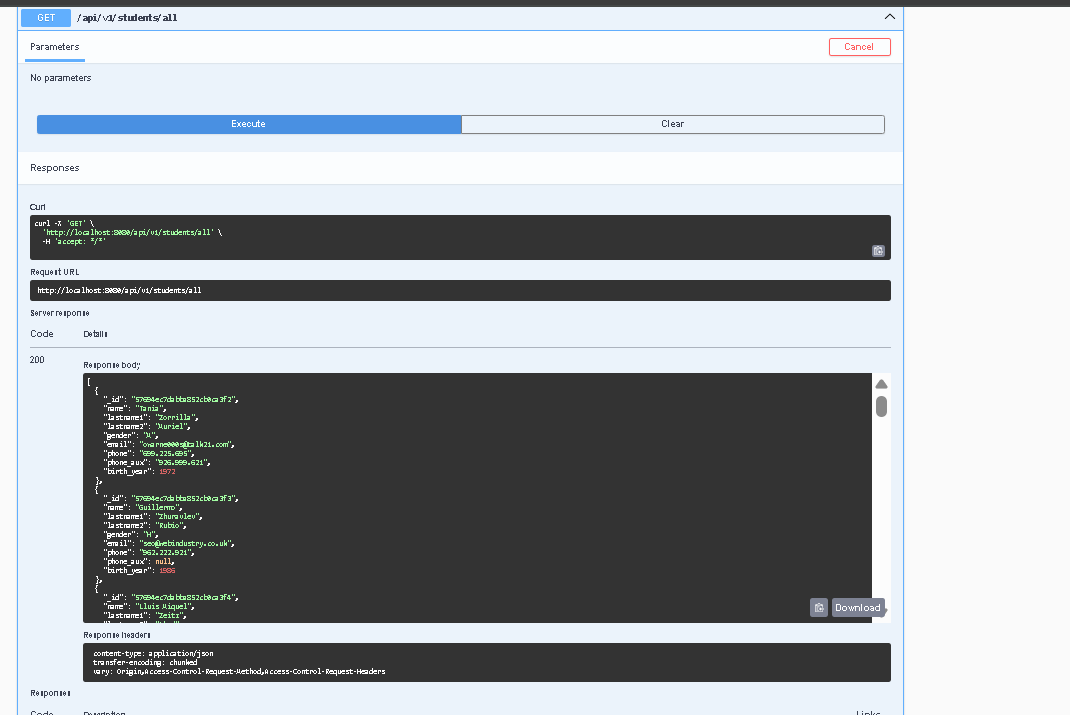 GET /api/v1/students/all
Parameters
Cancel
No parameters
Execute
Clear
Responses
Curl
curl -X 'GET' \
'http://localhost:8080/api/v1/students/all' \
-H 'accept: */*'
Request URL
http://localhost:8080/api/v1/students/all
Server response
Code Details
200
Response body
[
{
"_id": "57694ec7dabba852cb0ca3f2",
"name": "Tania",
"lastname1": "Zorrilla",
"lastname2": "Muriel",
"gender": "M",
"email": "owarne000s@talk21.com",
"phone": "699.225.695",
"phone_aux": "926.999.621",
"birth_year": 1972
},
{
"_id": "57694ec7dabba852cb0ca3f3",
"name": "Guillermo",
"lastname1": "Zhuravlev",
"lastname2": "Rubio",
"gender": "H",
"email": "seo@webindustry.co.uk",
"phone": "962.222.921",
"phone_aux": null,
"birth_year": 1986
},
{
"_id": "57694ec7dabba852cb0ca3f4",
"name": "Lluis Miquel",
"lastname1": "Zeitz",
Download
Response headers
content-type: application/json
transfer-encoding: chunked
vary: Origin,Access-Control-Request-Method,Access-Control-Request-Headers
Responses
Code Description Links